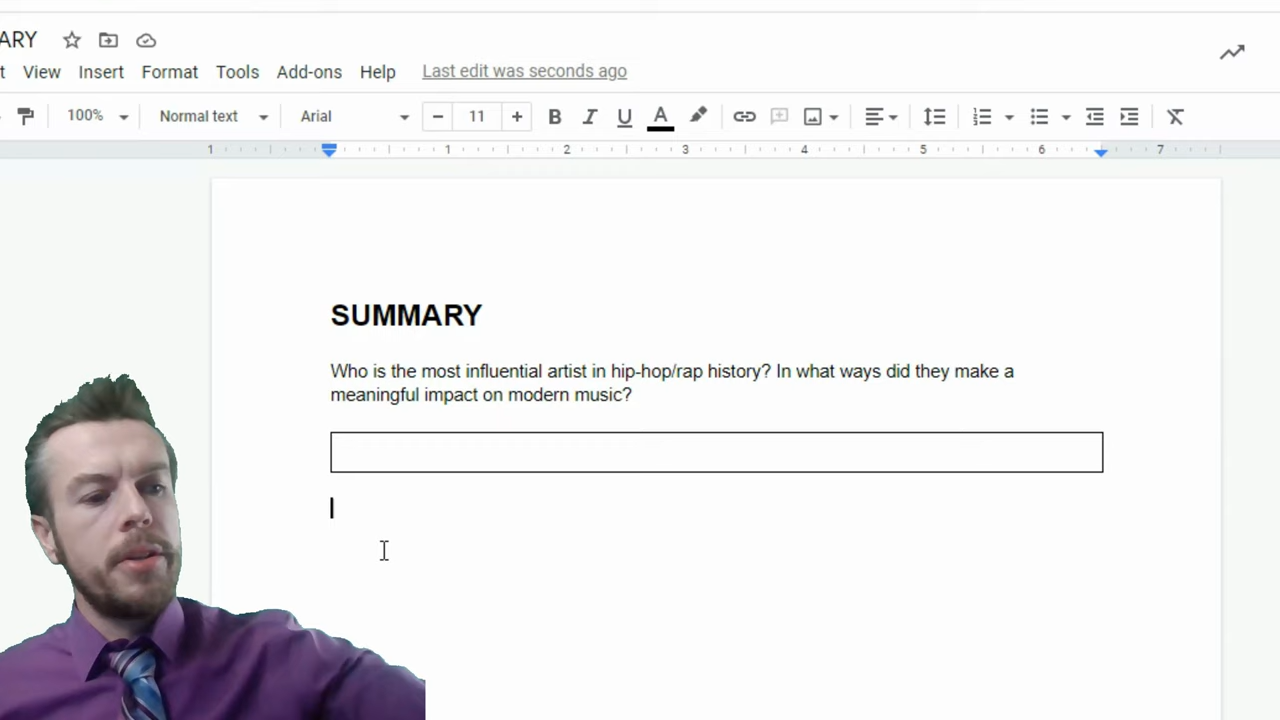 ARY
t View Insert Format Tools Add-ons Help Last edit was seconds ago
100% Normal text Arial 11 B I U A
1 1 2 3 4 5 6 7
SUMMARY
Who is the most influential artist in hip-hop/rap history? In what ways did they make a
meaningful impact on modern music?